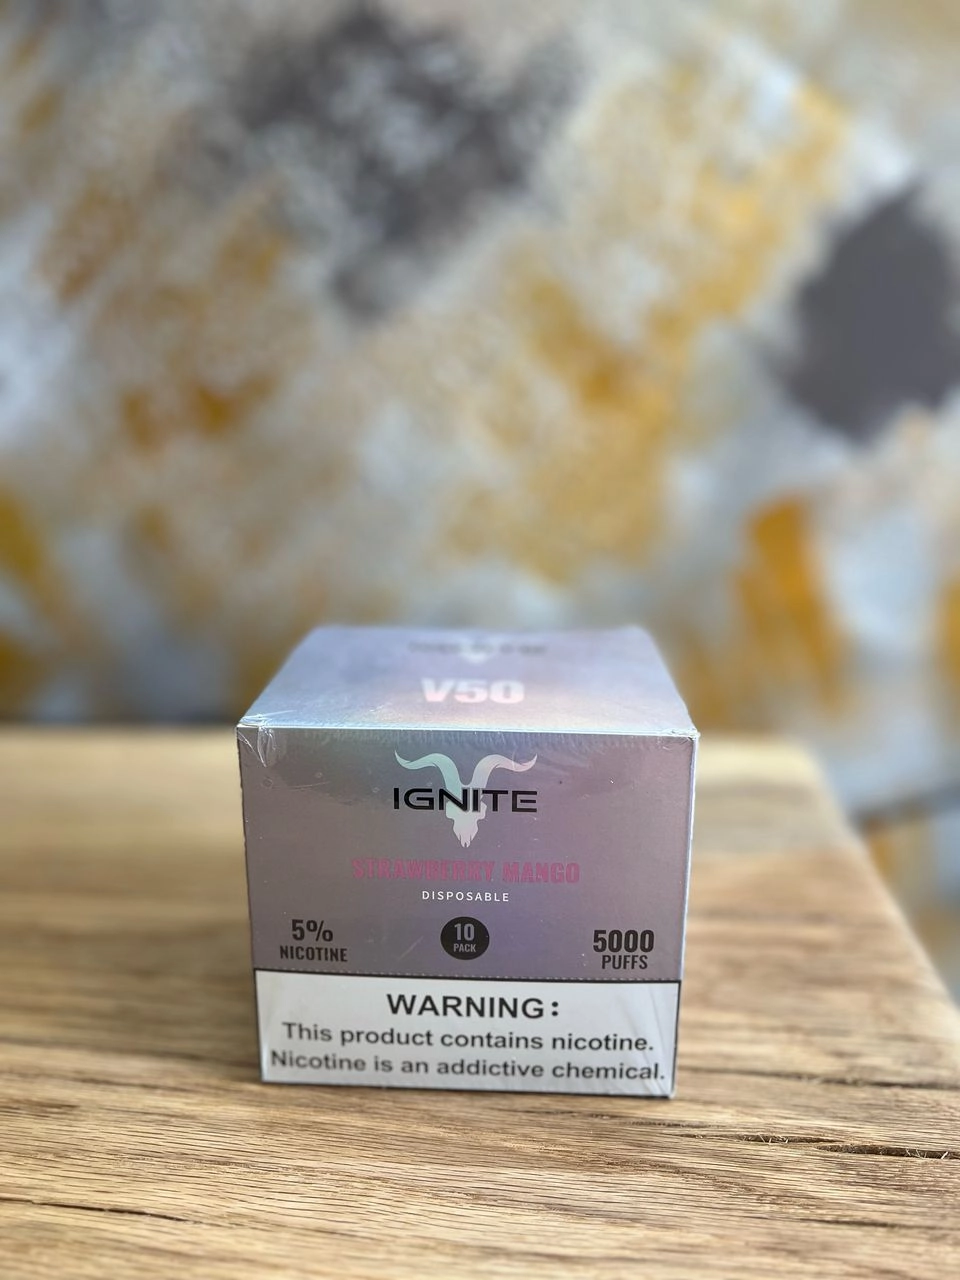 V50
IGNITE
STRAWBERRY MANGO
DISPOSABLE
5%
NICOTINE
10
PACK
5000
PUFFS
WARNING:
This product contains nicotine.
Nicotine is an addictive chemical.